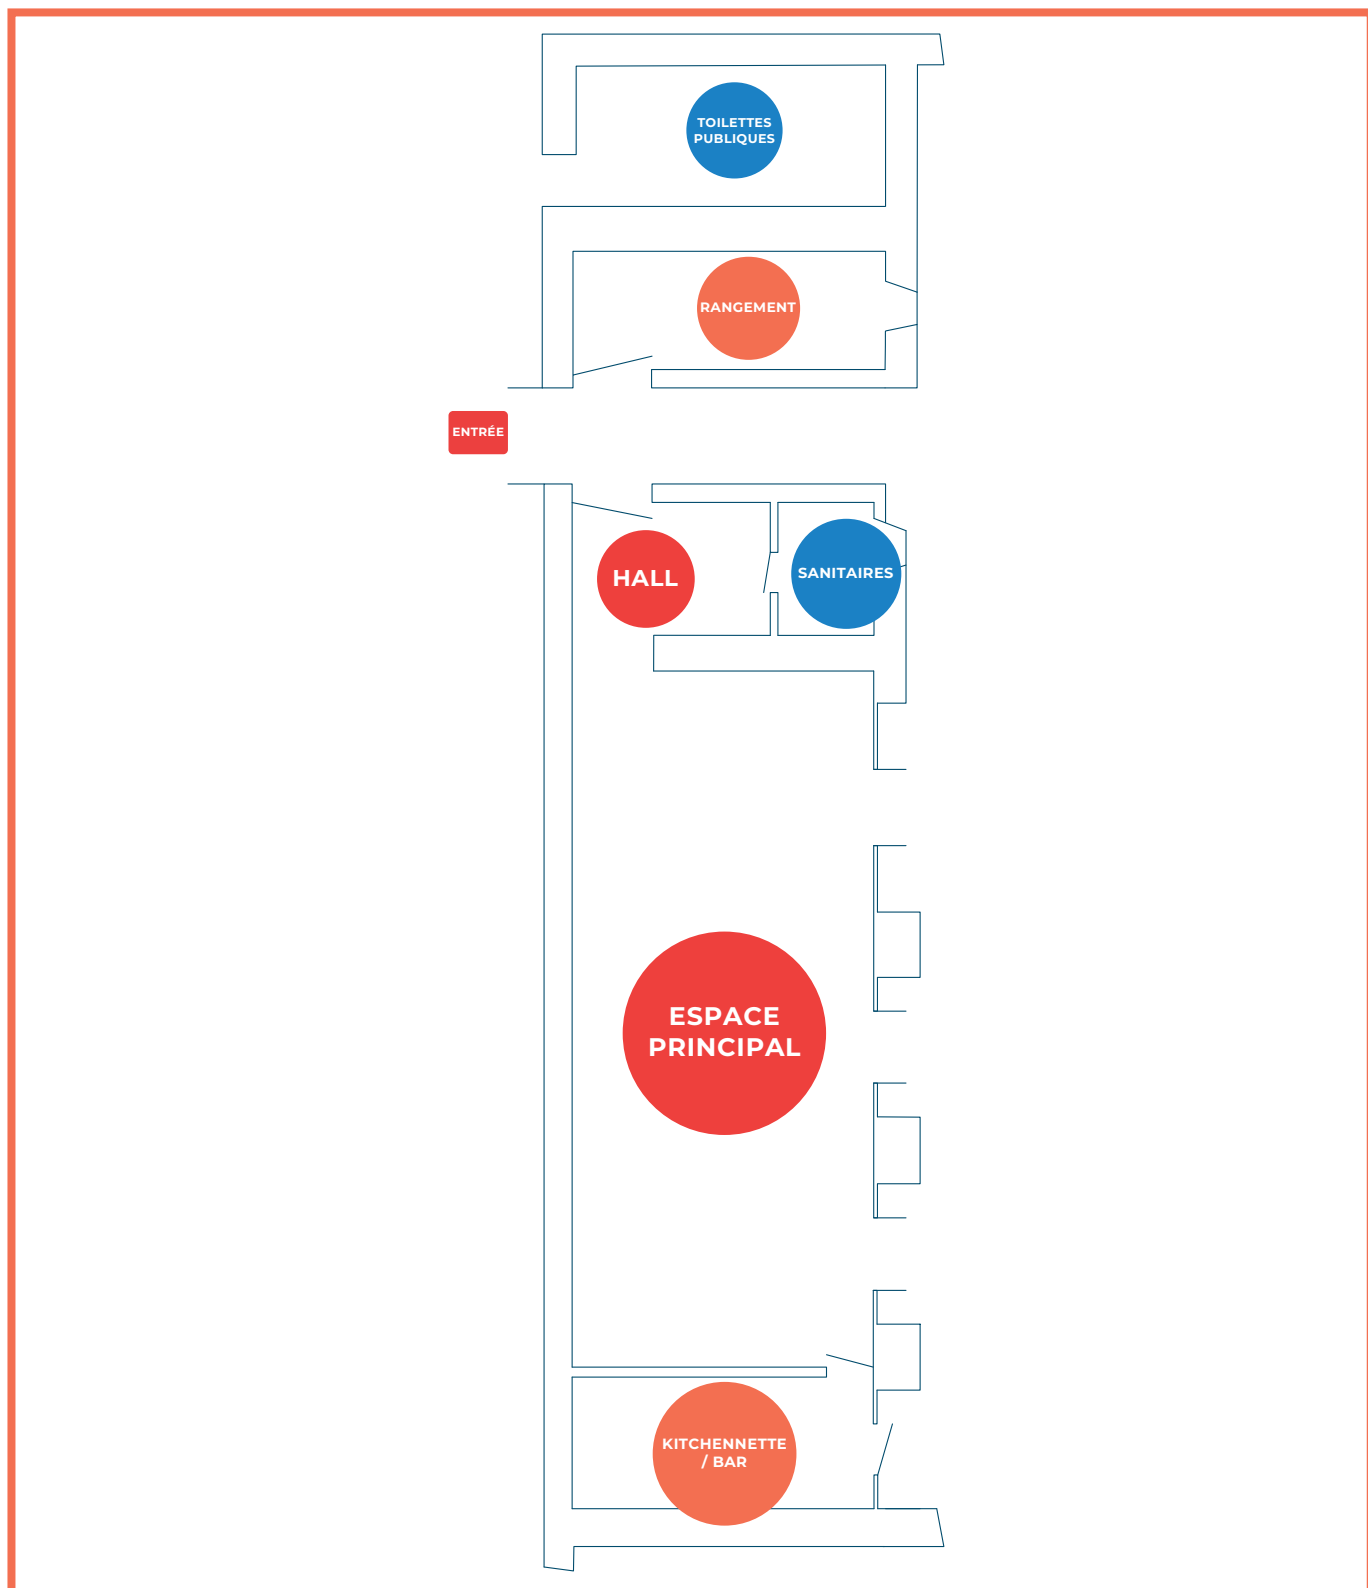 TOILETTES
PUBLIQUES
RANGEMENT
ENTRÉE
HALL
SANITAIRES
ESPACE
PRINCIPAL
KITCHENNETTE
/ BAR